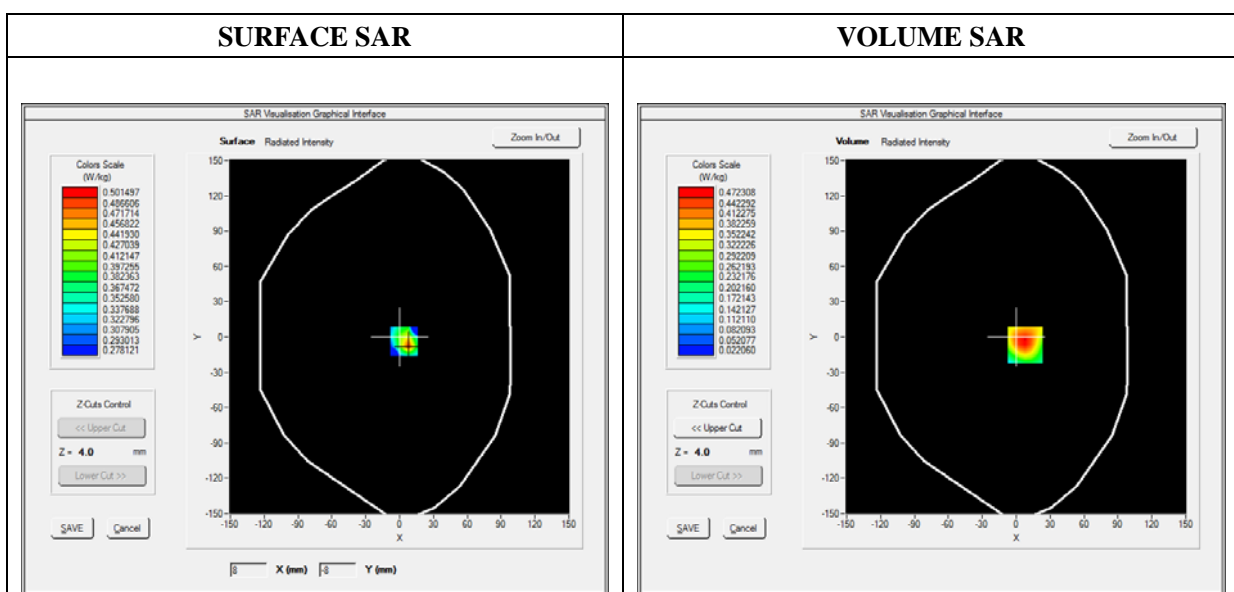 SURFACE SAR
VOLUME SAR
SAR Visualisation Graphical Interface
Surface Radiated Intensity
Zoom In/Out
Colors Scale
(W/kg)
0.501497
0.486606
0.471714
0.456822
0.441930
0.427039
0.412147
0.397255
0.382363
0.367472
0.352580
0.337688
0.322796
0.307905
0.293013
0.278121
Z-Cuts Control
<< Upper Cut
Z = 4.0 mm
Lower Cut >>
SAVE Cancel
150
120
90
60
30
0
-30
-60
-90
-120
-150
Y
-150 -120 -90 -60 -30 0 30 60 90 120 150
X
8 X (mm) -8 Y (mm)
SAR Visualisation Graphical Interface
Volume Radiated Intensity
Zoom In/Out
Colors Scale
(W/kg)
0.472308
0.442292
0.412275
0.382259
0.352242
0.322226
0.292209
0.262193
0.232176
0.202160
0.172143
0.142127
0.112110
0.082093
0.052077
0.022060
Z-Cuts Control
<< Upper Cut
Z = 4.0 mm
Lower Cut >>
SAVE Cancel
150
120
90
60
30
0
-30
-60
-90
-120
-150
Y
-150 -120 -90 -60 -30 0 30 60 90 120 150
X